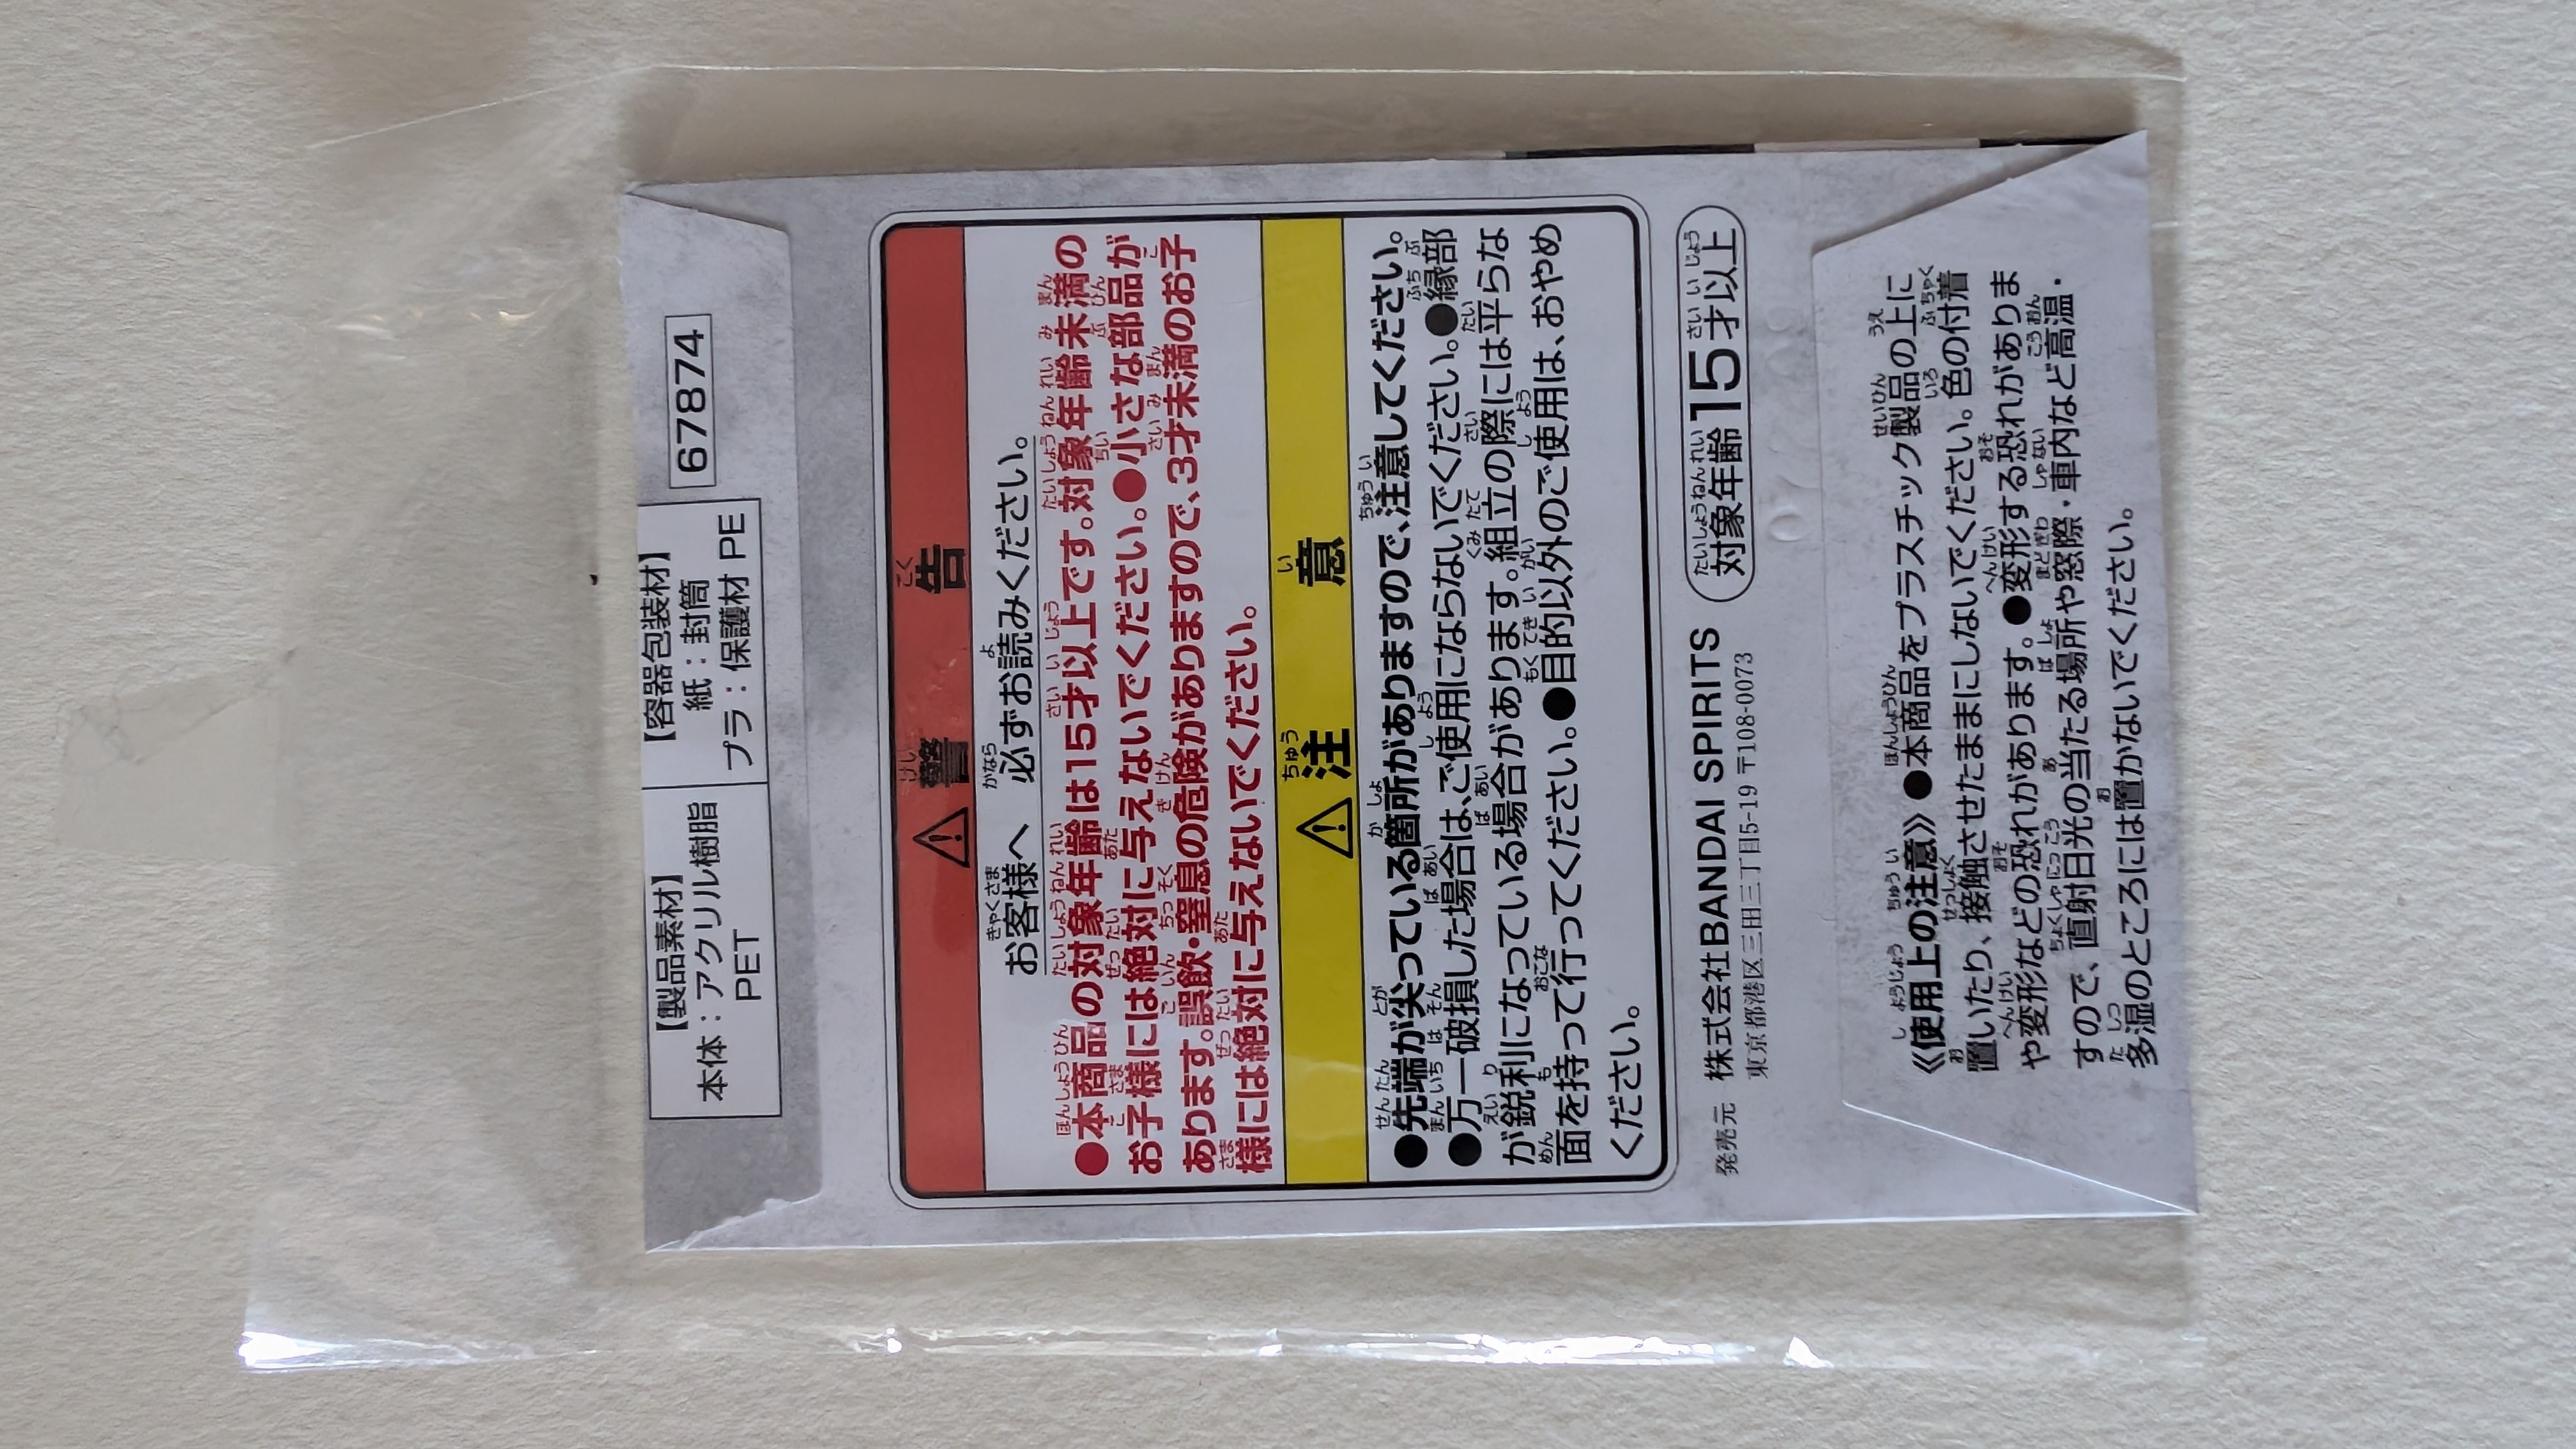 【製品素材】
本体：アクリル樹脂
PET
【容器包装材】
紙：封筒
プラ：保護材 PE
67874
⚠警告
お客様へ 必ずお読みください。
●本商品の対象年齢は15才以上です。対象年齢未満の
お子様には絶対に与えないでください。●小さな部品が
あります。誤飲・窒息の危険がありますので、3才未満のお子
様には絶対に与えないでください。
⚠注意
●先端が尖っている箇所がありますので、注意してください。
●万一破損した場合は、ご使用にならないでください。●縁部
が鋭利になっている場合があります。組立の際には平らな
面を持って行ってください。●目的以外のご使用は、おやめ
ください。
発売元 株式会社BANDAI SPIRITS
東京都港区三田三丁目5-19 〒108-0073
対象年齢15才以上
《使用上の注意》●本商品をプラスチック製品の上に
置いたり、接触させたままにしないでください。色の付着
や変形などの恐れがあります。●変形する恐れがありま
すので、直射日光の当たる場所や窓際・車内など高温・
多湿のところには置かないでください。